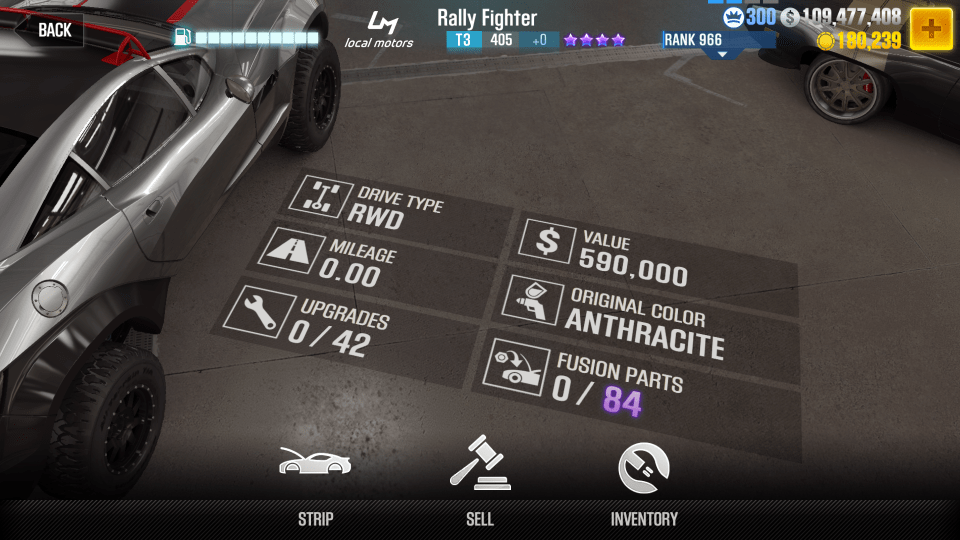 BACK
LM
local motors
Rally Fighter
T3 405 +0
RANK 966
300 $ 109,477,408
180,239
DRIVE TYPE
RWD
MILEAGE
0.00
UPGRADES
0 / 42
$ VALUE
590,000
ORIGINAL COLOR
ANTHRACITE
FUSION PARTS
0 / 84
STRIP
SELL
INVENTORY